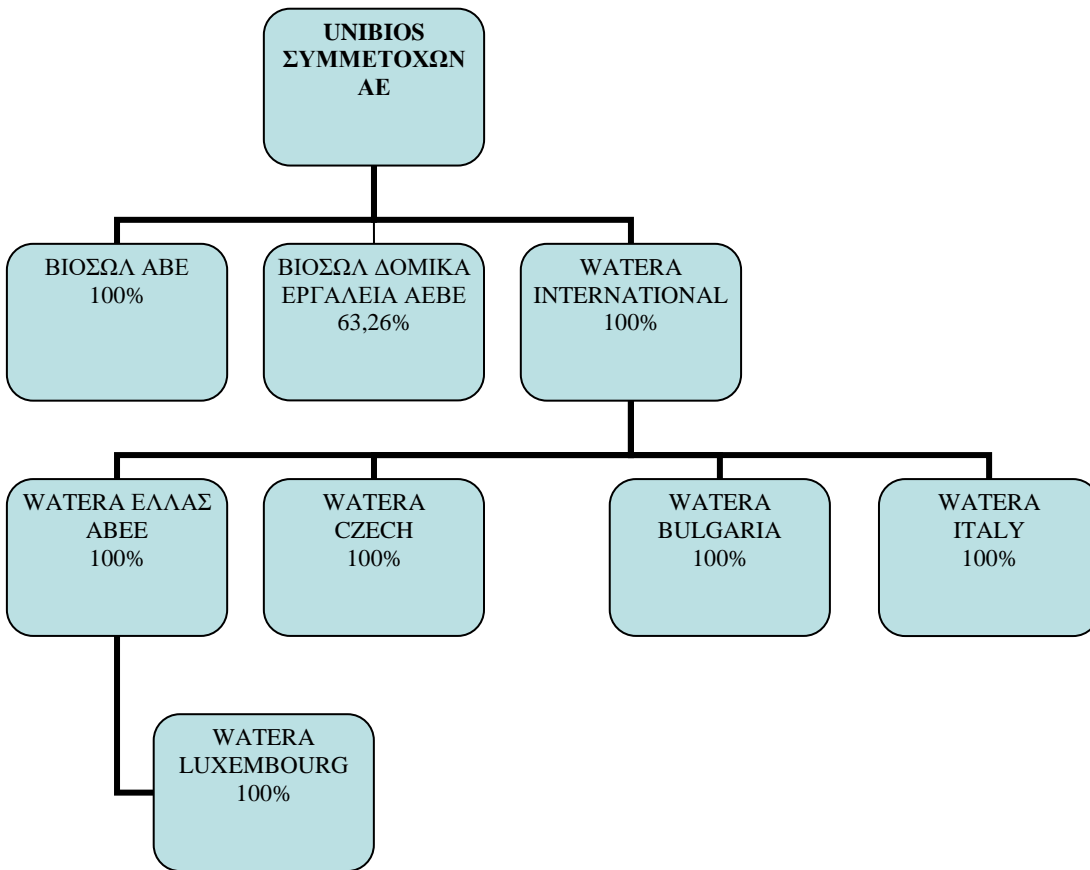 UNIBIOS
ΣΥΜΜΕΤΟΧΩΝ
ΑΕ
ΒΙΟΣΩΛ ΑΒΕ
100%
ΒΙΟΣΩΛ ΔΟΜΙΚΑ
ΕΡΓΑΛΕΙΑ ΑΕΒΕ
63,26%
WATERA
INTERNATIONAL
100%
WATERA ΕΛΛΑΣ
ΑΒΕΕ
100%
WATERA
CZECH
100%
WATERA
BULGARIA
100%
WATERA
ITALY
100%
WATERA
LUXEMBOURG
100%